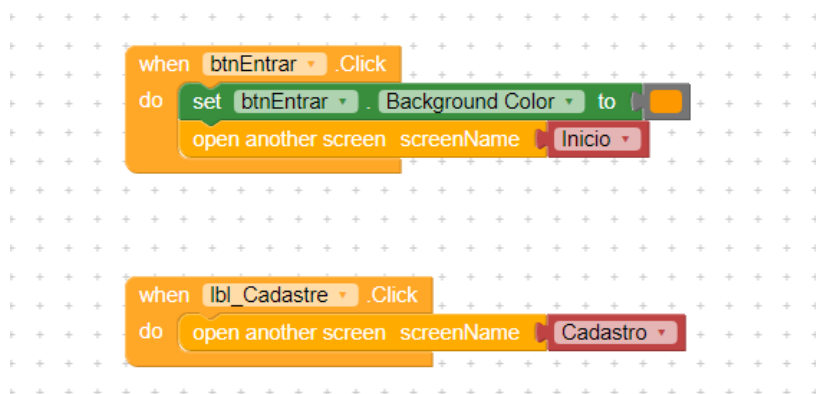 when btnEntrar .Click
do set btnEntrar . Background Color to
open another screen screenName Inicio
when lbl_Cadastre .Click
do open another screen screenName Cadastro